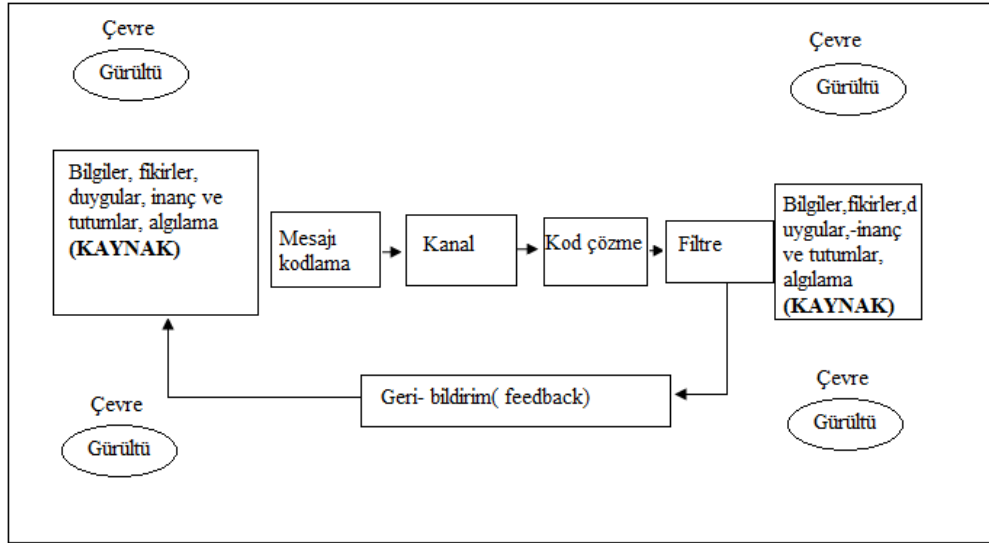 Çevre
Gürültü
Çevre
Gürültü
Bilgiler, fikirler,
duygular, inanç ve
tutumlar, algılama
(KAYNAK)
Mesajı
kodlama
Kanal
Kod çözme
Filtre
Bilgiler,fikirler,d
uygular,-inanç
ve tutumlar,
algılama
(KAYNAK)
Geri- bildirim( feedback)
Çevre
Gürültü
Çevre
Gürültü